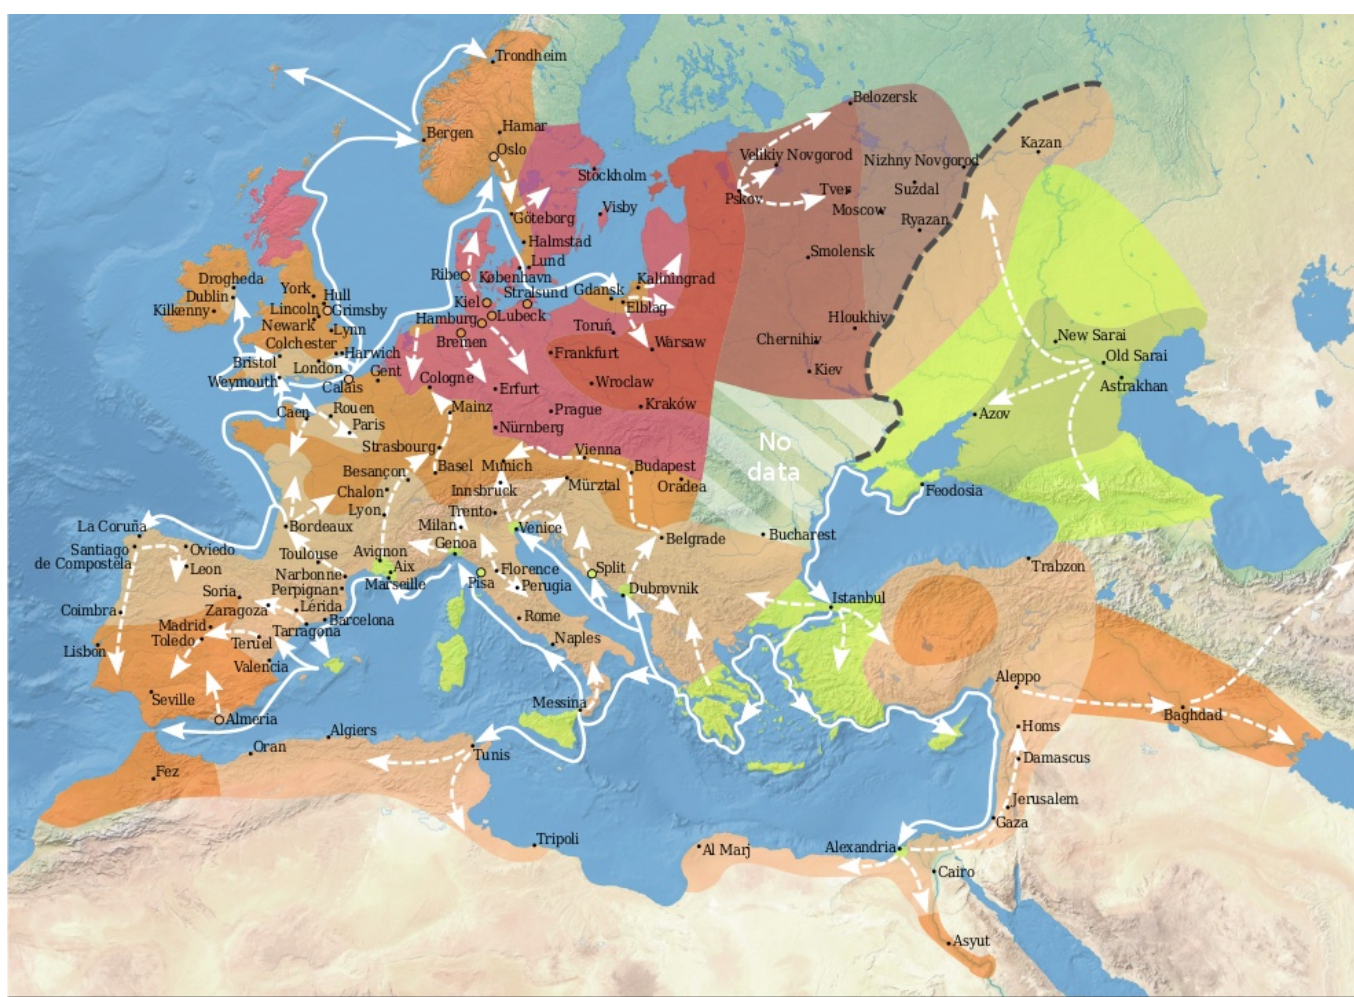 Trondheim
Belozersk
Hamar
Bergen
Oslo
Kazan
Velikiy Novgorod
Nizhny Novgorod
Stockholm
Pskov
Tver
Suzdal
Moscow
Visby
Göteborg
Ryazan
Halmstad
Smolensk
Lund
Drogheda
Ribe
København
Kaliningrad
Dublin
York
Hull
Kiel
Stralsund
Gdansk
Kilkenny
Lincoln
Grimsby
Elblag
Newark
Lynn
Hamburg
Lubeck
Toruń
Hloukhiv
Colchester
Harwich
Bremen
Warsaw
Chernihiv
New Sarai
Bristol
London
Frankfurt
Old Sarai
Weymouth
Calais
Gent
Cologne
Erfurt
Wroclaw
Kiev
Astrakhan
Caen
Rouen
Mainz
Prague
Kraków
Azov
Paris
Nürnberg
No
data
Strasbourg
Vienna
Besançon
Basel
Munich
Budapest
Chalon
Innsbruck
Mürztal
Oradea
Feodosia
Lyon
Trento
La Coruña
Bordeaux
Milan
Venice
Bucharest
Santiago
de Compostela
Oviedo
Toulouse
Avignon
Genoa
Belgrade
Leon
Narbonne
Aix
Florence
Split
Trabzon
Soria
Perpignan
Marseille
Pisa
Perugia
Dubrovnik
Istanbul
Coimbra
Zaragoza
Lérida
Rome
Madrid
Barcelona
Toledo
Teruel
Tarragona
Naples
Lisbon
Valencia
Aleppo
Seville
Messina
Baghdad
Almeria
Algiers
Homs
Oran
Tunis
Damascus
Fez
Jerusalem
Gaza
Tripoli
Al Marj
Alexandria
Cairo
Asyut